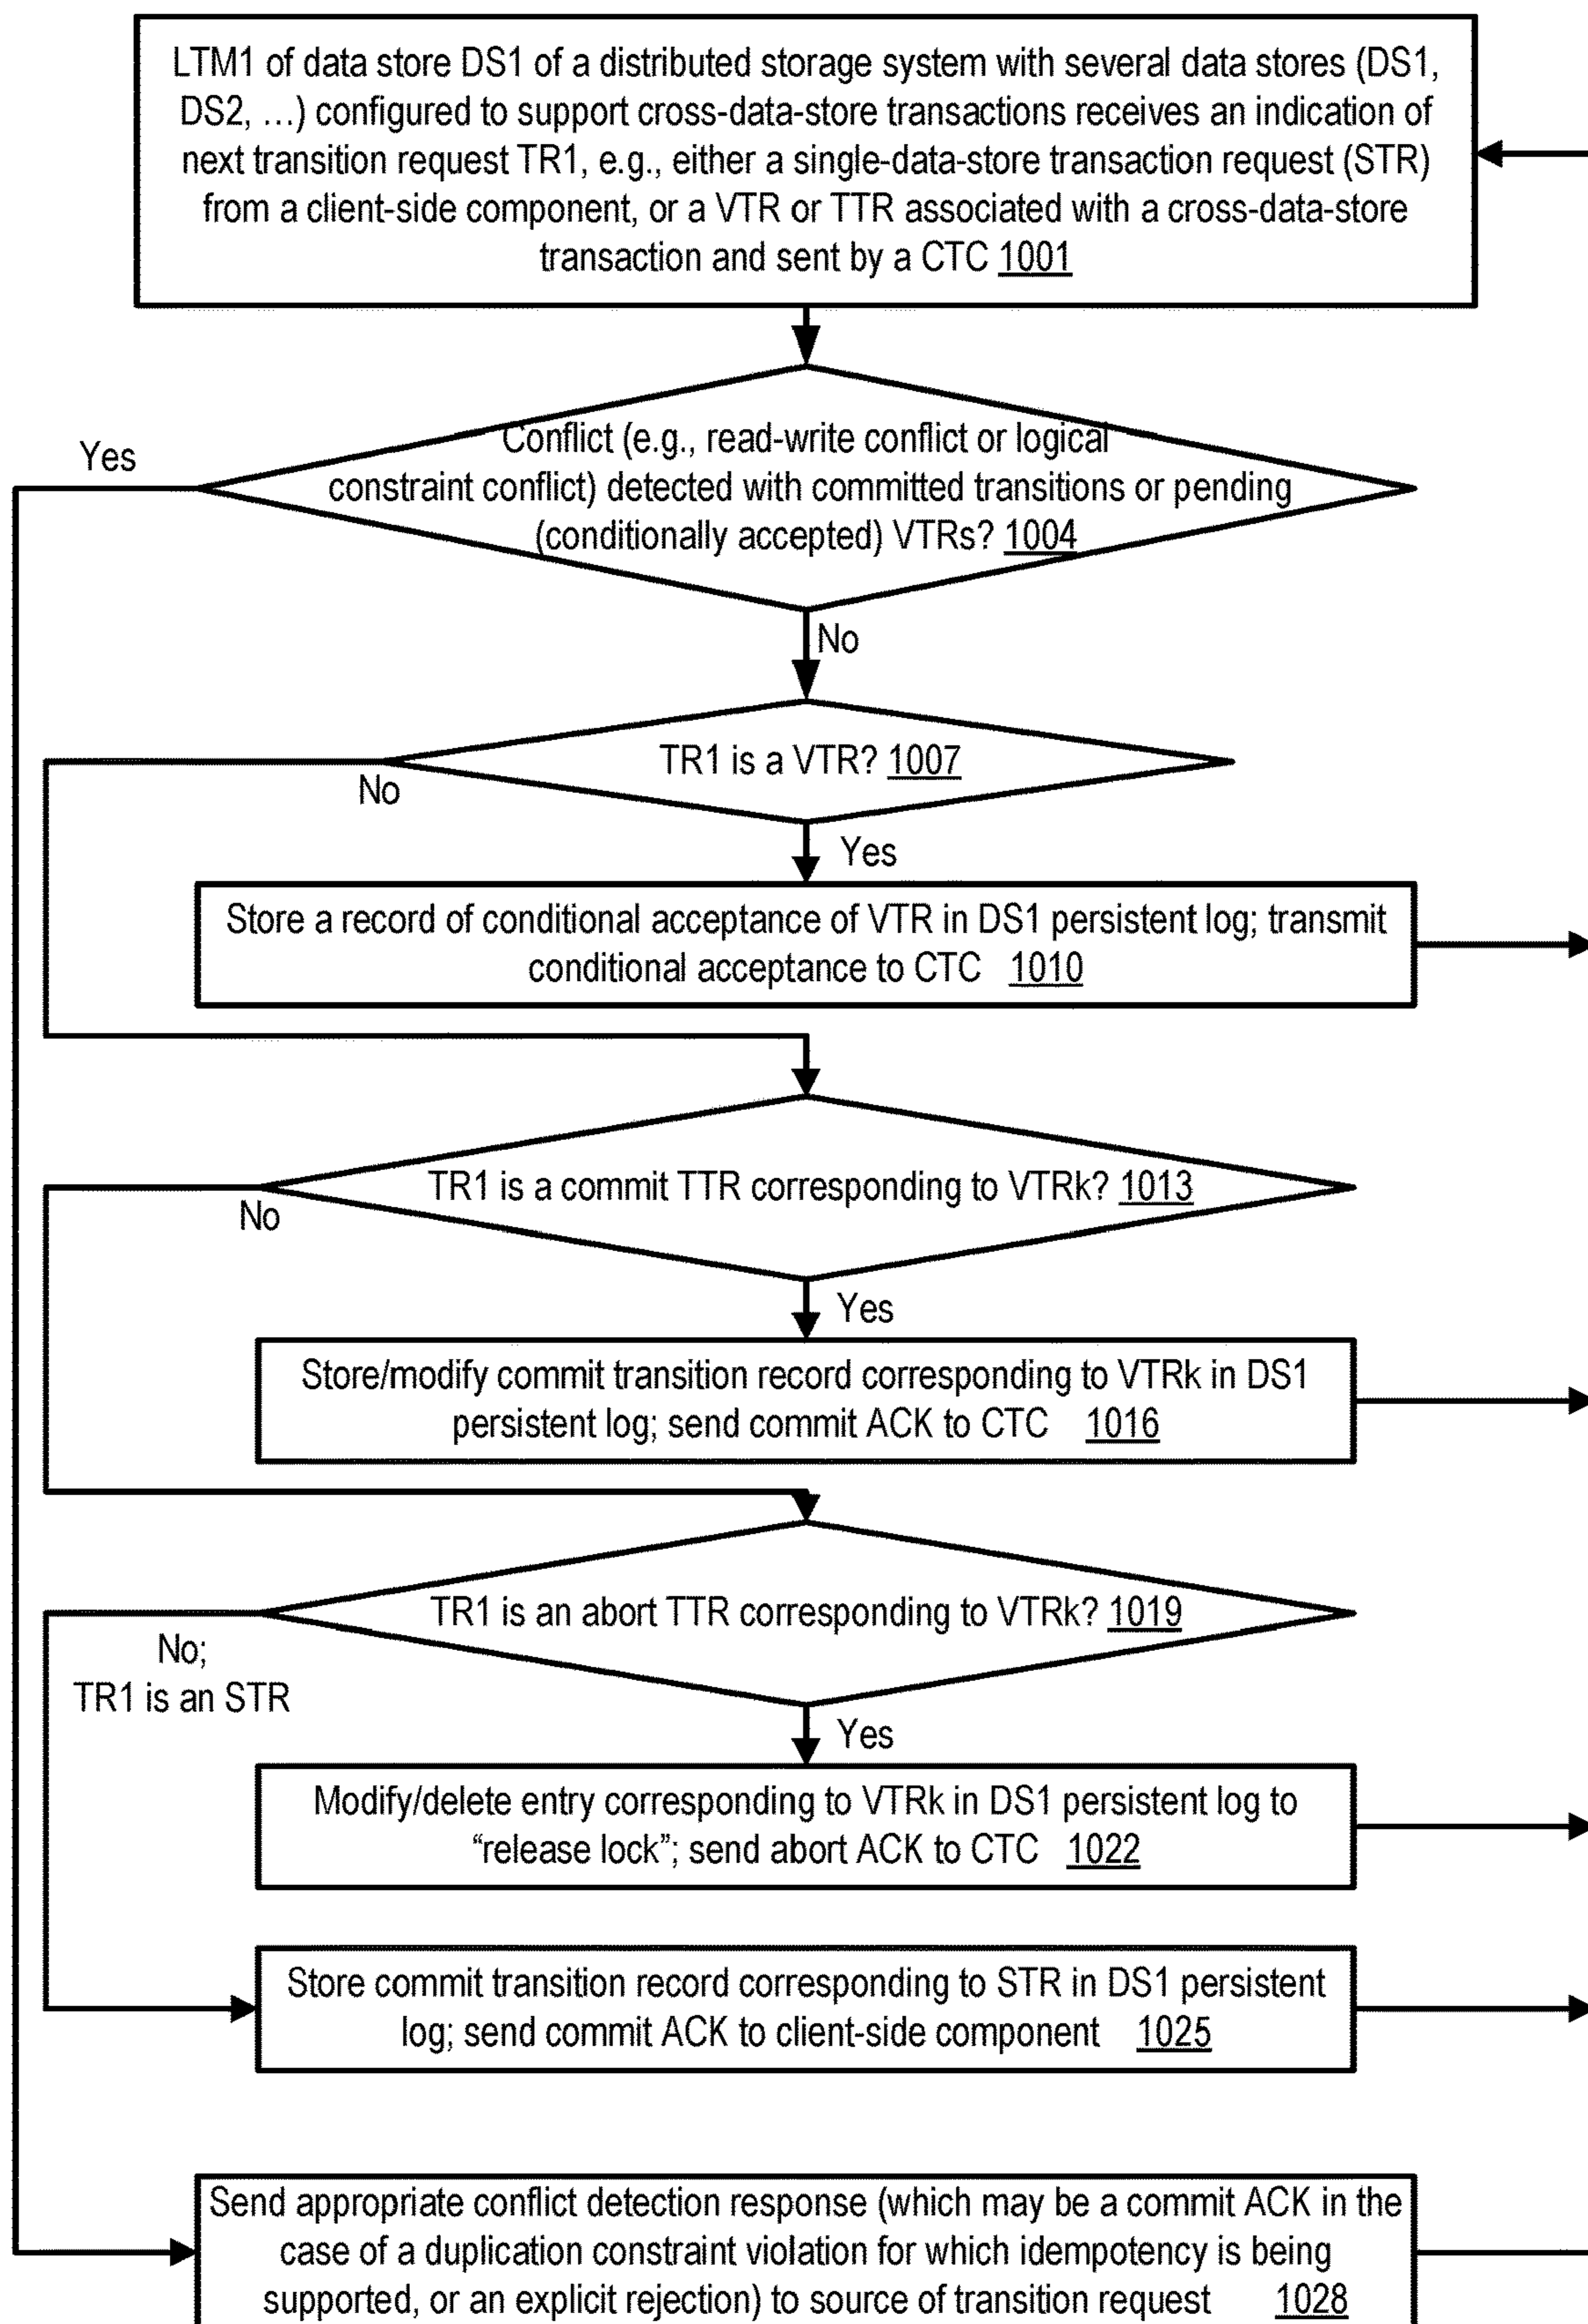 LTM1 of data store DS1 of a distributed storage system with several data stores (DS1,
DS2, …) configured to support cross-data-store transactions receives an indication of
next transition request TR1, e.g., either a single-data-store transaction request (STR)
from a client-side component, or a VTR or TTR associated with a cross-data-store
transaction and sent by a CTC 1001
Yes
Conflict (e.g., read-write conflict or logical
constraint conflict) detected with committed transitions or pending
(conditionally accepted) VTRs? 1004
No
TR1 is a VTR? 1007
No
Yes
Store a record of conditional acceptance of VTR in DS1 persistent log; transmit
conditional acceptance to CTC 1010
TR1 is a commit TTR corresponding to VTRk? 1013
No
Yes
Store/modify commit transition record corresponding to VTRk in DS1
persistent log; send commit ACK to CTC 1016
TR1 is an abort TTR corresponding to VTRk? 1019
No;
TR1 is an STR
Yes
Modify/delete entry corresponding to VTRk in DS1 persistent log to
“release lock”; send abort ACK to CTC 1022
Store commit transition record corresponding to STR in DS1 persistent
log; send commit ACK to client-side component 1025
Send appropriate conflict detection response (which may be a commit ACK in the
case of a duplication constraint violation for which idempotency is being
supported, or an explicit rejection) to source of transition request 1028